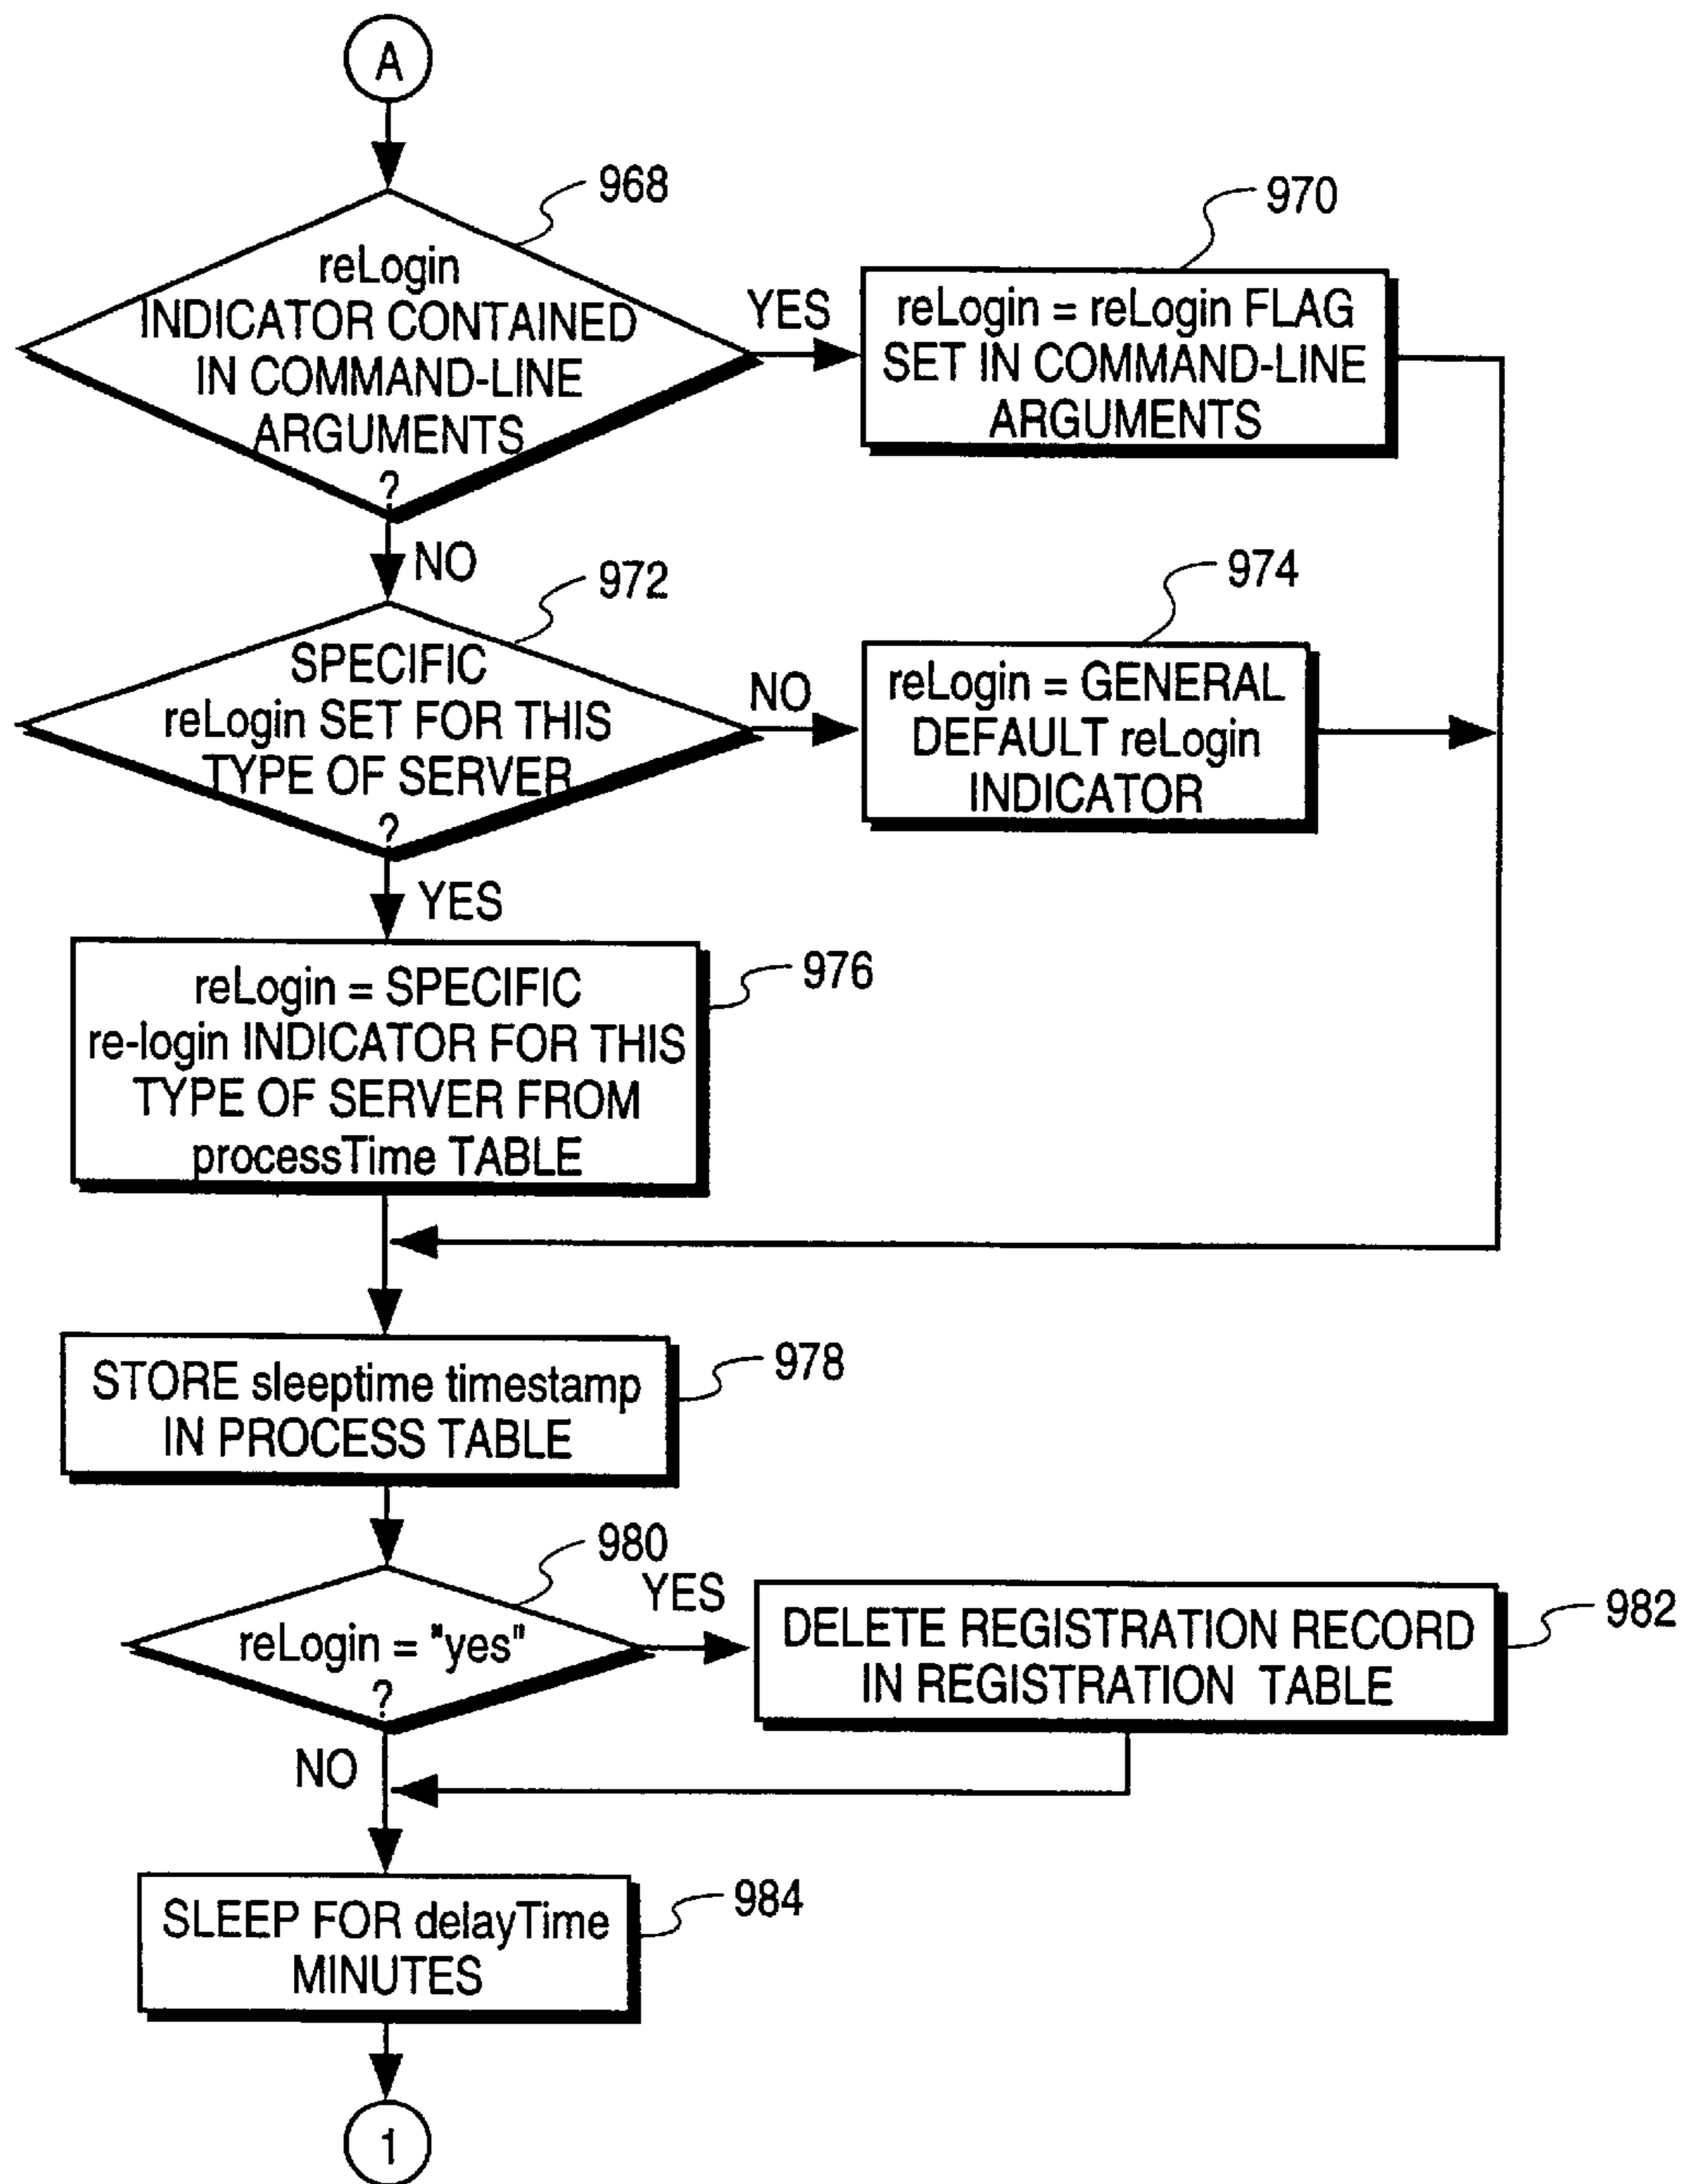 A
968
reLogin
INDICATOR CONTAINED
IN COMMAND-LINE
ARGUMENTS
?
YES
970
reLogin = reLogin FLAG
SET IN COMMAND-LINE
ARGUMENTS
NO
972
SPECIFIC
reLogin SET FOR THIS
TYPE OF SERVER
?
NO
974
reLogin = GENERAL
DEFAULT reLogin
INDICATOR
YES
976
reLogin = SPECIFIC
re-login INDICATOR FOR THIS
TYPE OF SERVER FROM
processTime TABLE
978
STORE sleeptime timestamp
IN PROCESS TABLE
980
reLogin = "yes"
?
YES
982
DELETE REGISTRATION RECORD
IN REGISTRATION TABLE
NO
984
SLEEP FOR delayTime
MINUTES
1